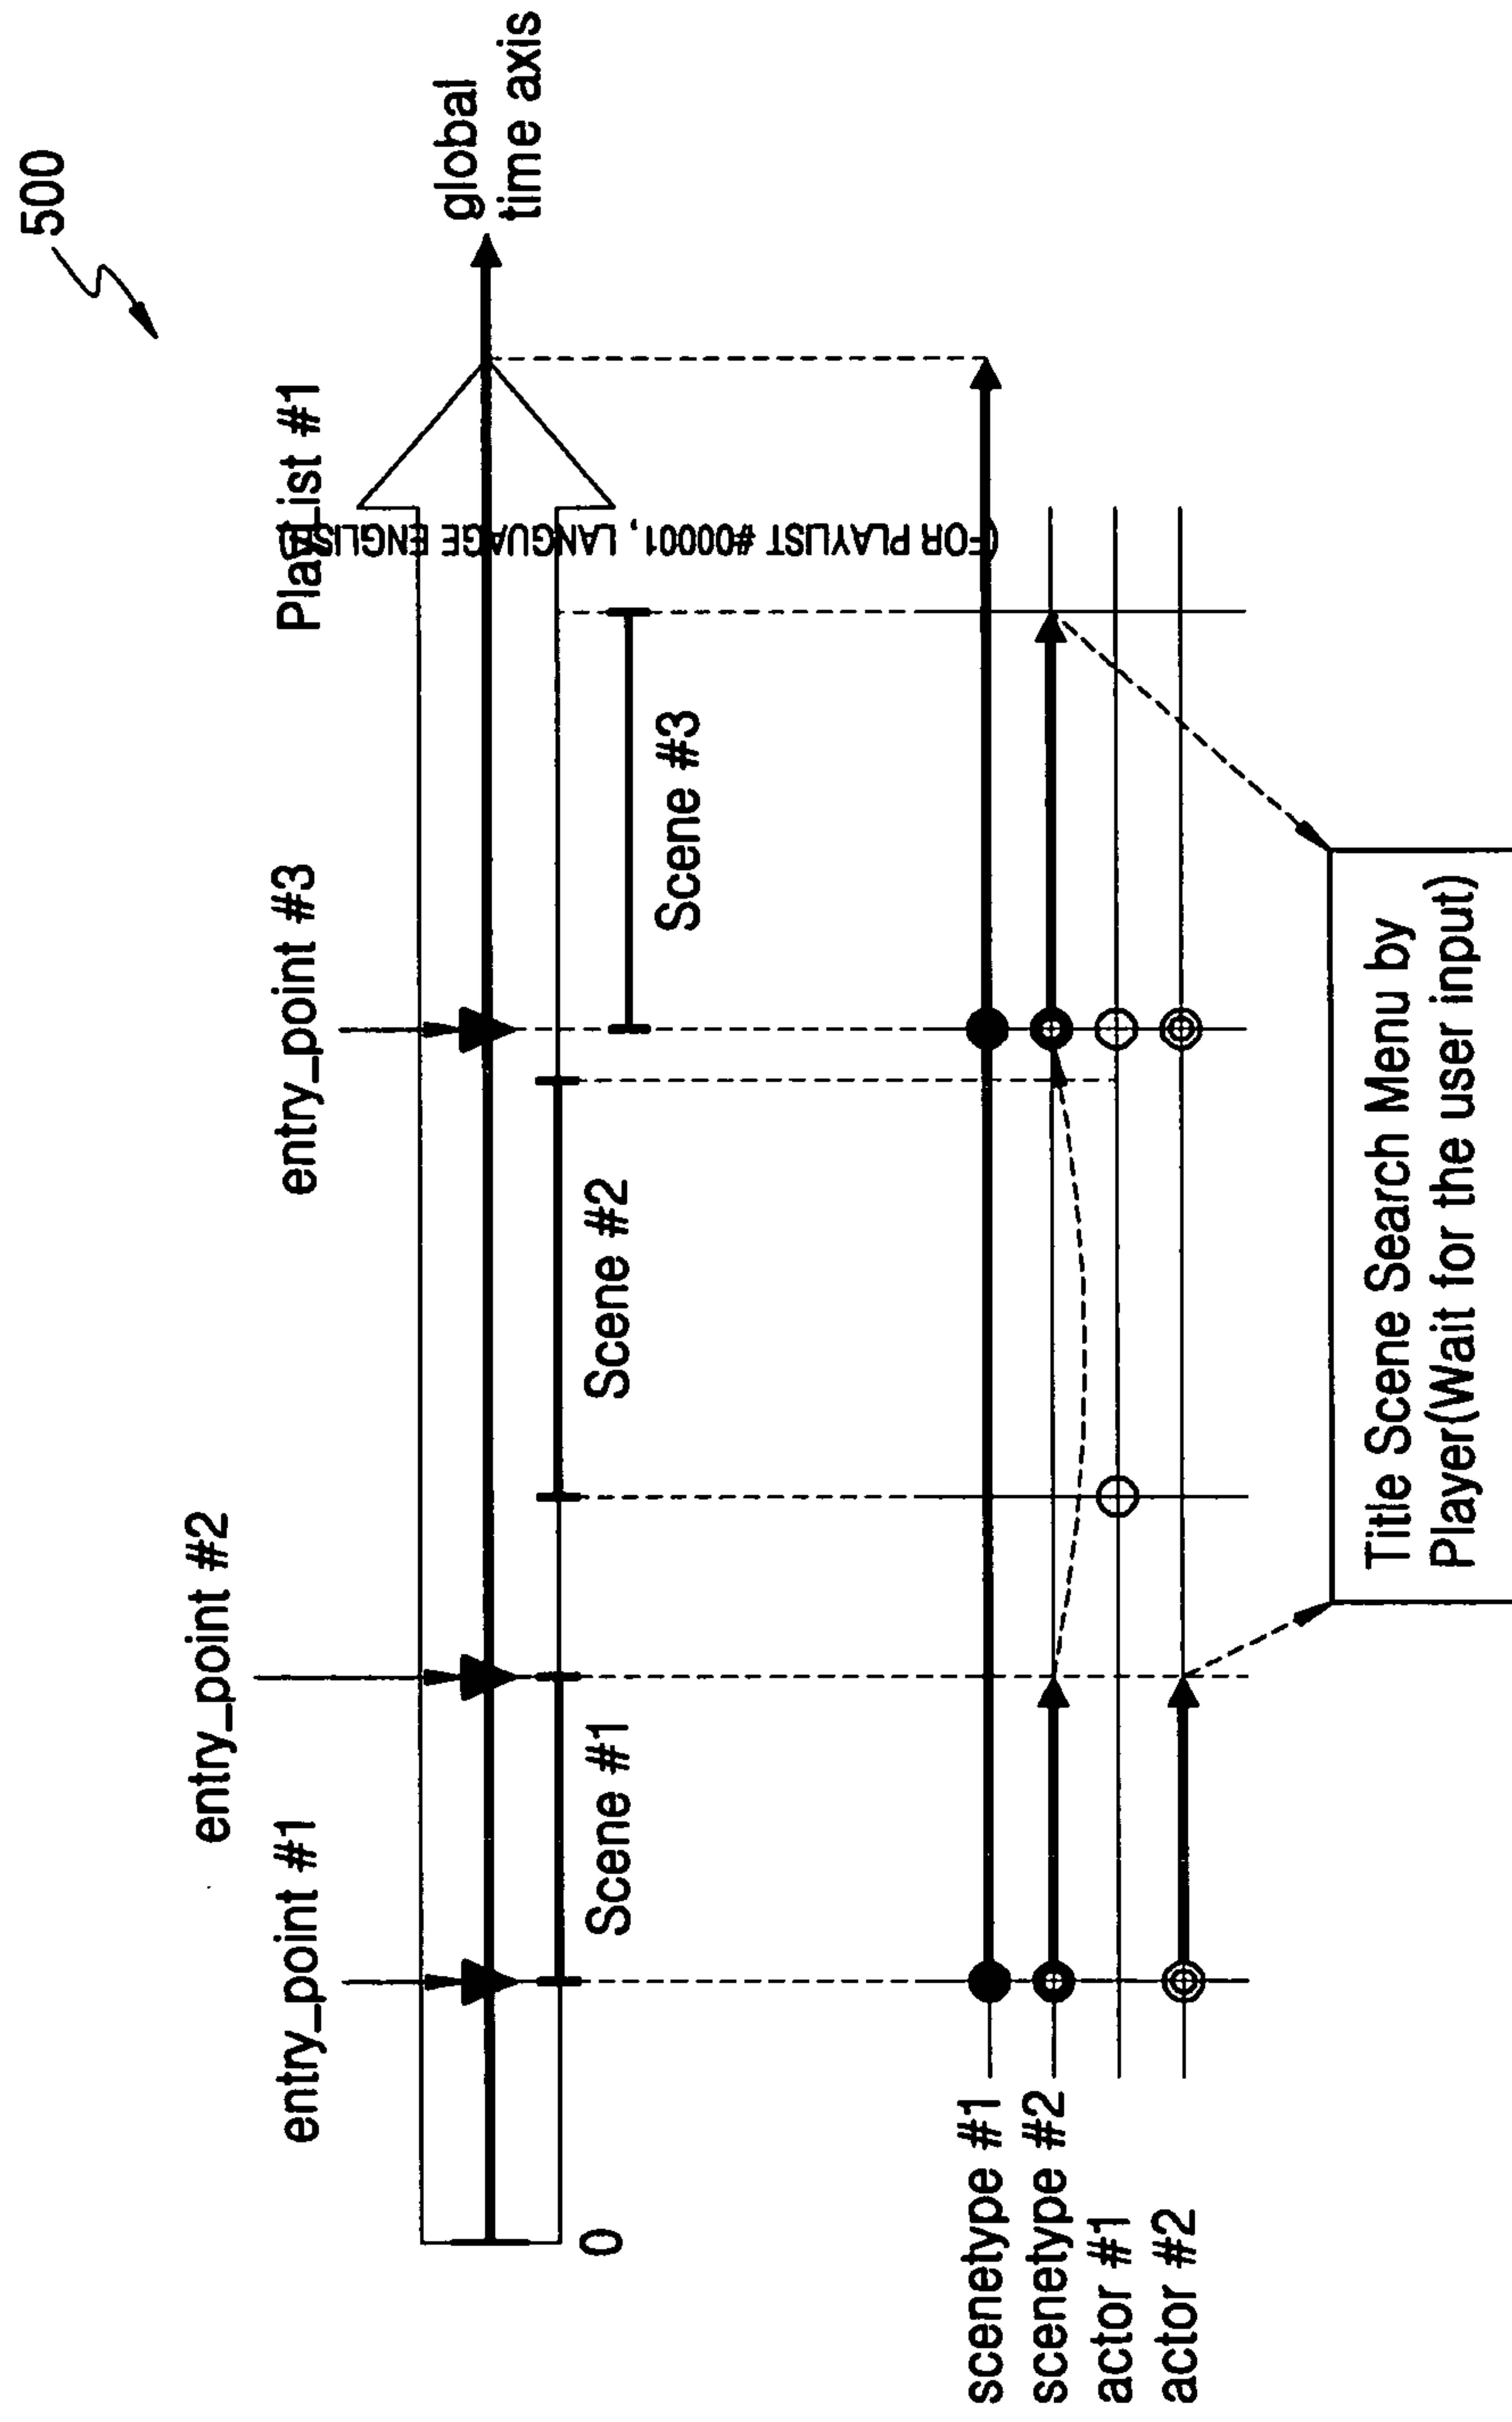 500
PlayList #1
global
time axis
entry_point #1
entry_point #2
entry_point #3
(FOR PLAYLIST #00001, LANGUAGE ENGLISH)
0
Scene #1
Scene #2
Scene #3
scenetype #1
scenetype #2
actor #1
actor #2
Title Scene Search Menu by
Player(Wait for the user input)